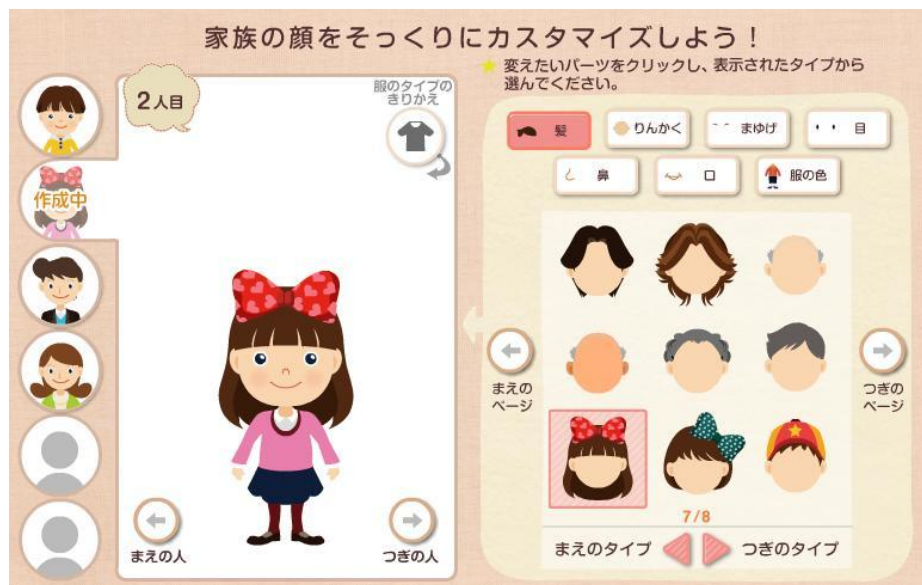 家族の顔をそっくりにカスタマイズしよう！
変えたいパーツをクリックし、表示されたタイプから
選んでください。
2人目
服のタイプの
きりかえ
作成中
髪
りんかく
まゆげ
目
鼻
口
服の色
まえの
ページ
つぎの
ページ
まえの人
つぎの人
7/8
まえのタイプ
つぎのタイプ